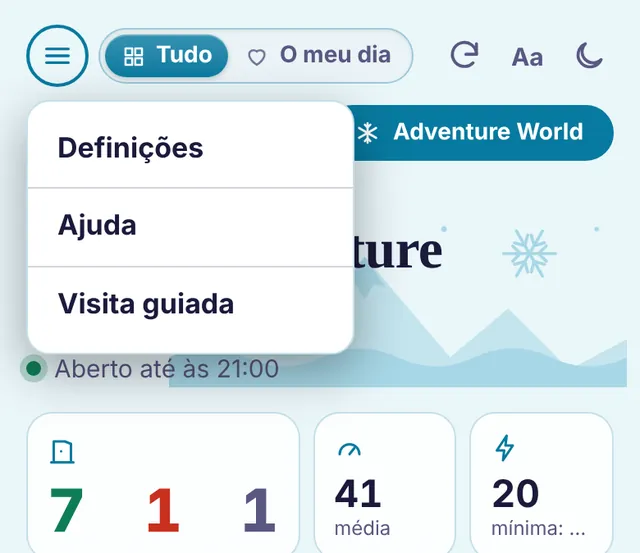 Tudo
O meu dia
Aa
Adventure World
Definições
Ajuda
Visita guiada
ture
Aberto até às 21:00
7 1 1
41
média
20
mínima: ...